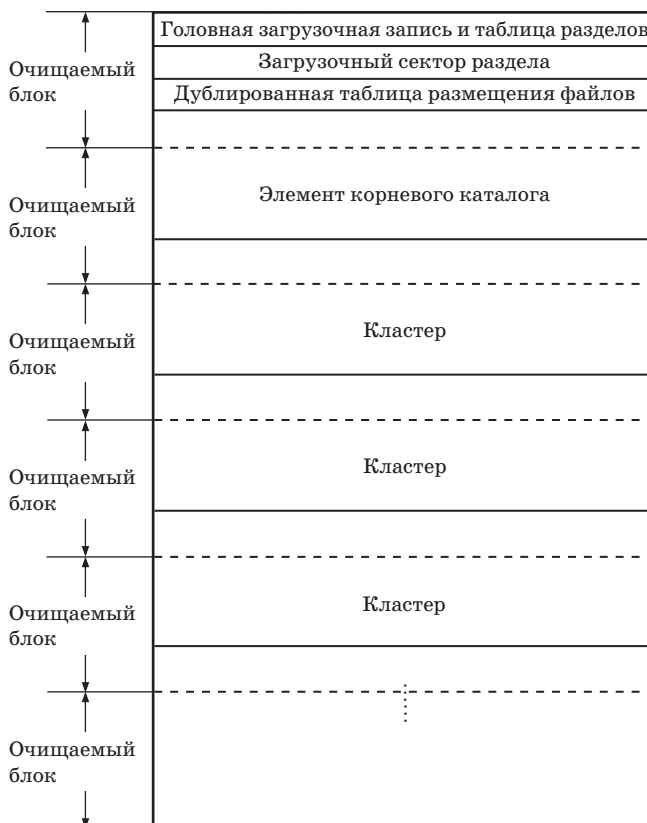 Головная загрузочная запись и таблица разделов
Загрузочный сектор раздела
Дублированная таблица размещения файлов
Очищаемый
блок
Элемент корневого каталога
Очищаемый
блок
Кластер
Очищаемый
блок
Кластер
Очищаемый
блок
Кластер
Очищаемый
блок
Очищаемый
блок